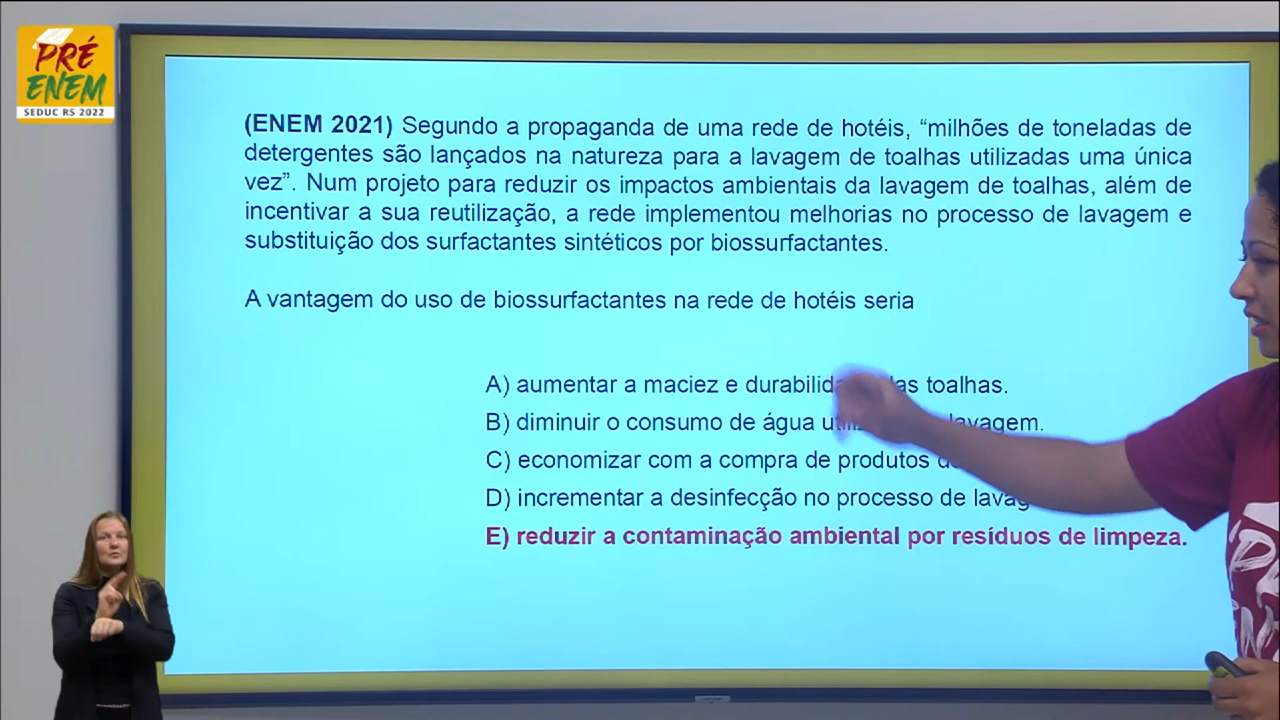 PRÉ
ENEM
SEDUC RS 2022
(ENEM 2021) Segundo a propaganda de uma rede de hotéis, “milhões de toneladas de
detergentes são lançados na natureza para a lavagem de toalhas utilizadas uma única
vez”. Num projeto para reduzir os impactos ambientais da lavagem de toalhas, além de
incentivar a sua reutilização, a rede implementou melhorias no processo de lavagem e
substituição dos surfactantes sintéticos por biossurfactantes.
A vantagem do uso de biossurfactantes na rede de hotéis seria
A) aumentar a maciez e durabilidade das toalhas.
B) diminuir o consumo de água lavagem.
C) economizar com a compra de produtos
D) incrementar a desinfecção no processo de
E) reduzir a contaminação ambiental por resíduos de limpeza.